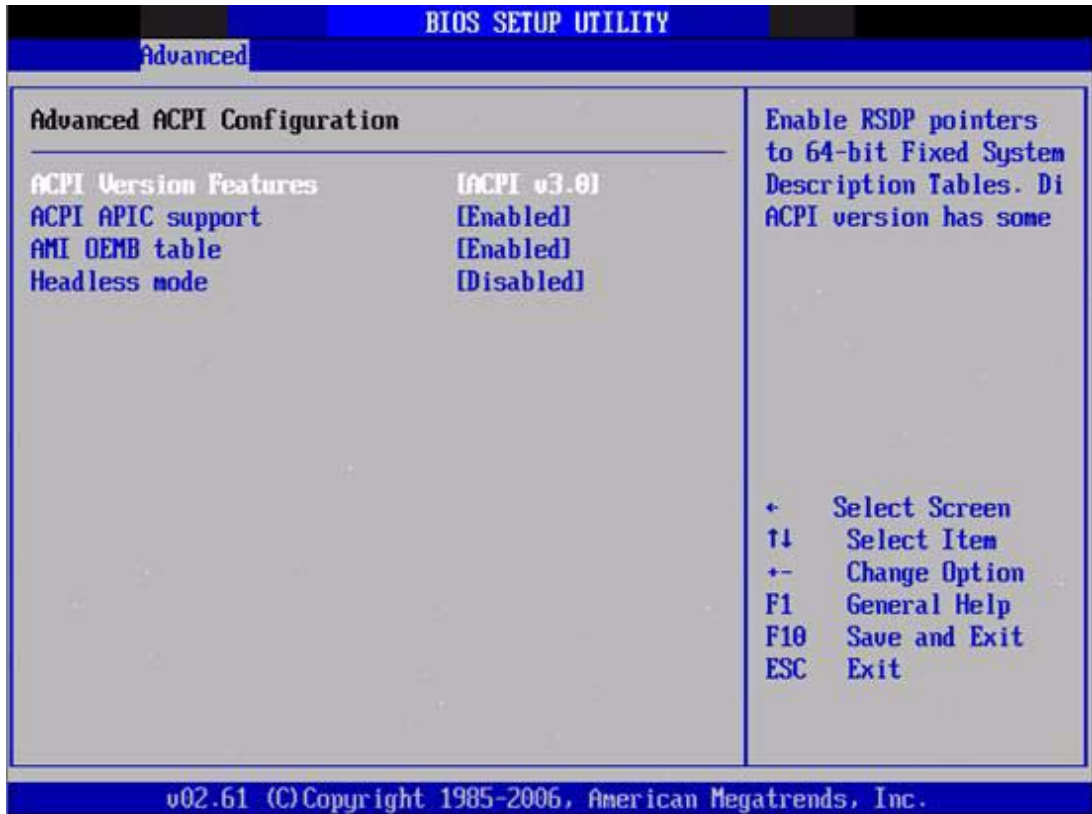 BIOS SETUP UTILITY
Advanced
Advanced ACPI Configuration
ACPI Version Features [ACPI v3.0]
ACPI APIC support [Enabled]
AMI OEMB table [Enabled]
Headless mode [Disabled]
Enable RSDP pointers
to 64-bit Fixed System
Description Tables. Di
ACPI version has some
← Select Screen
↑↓ Select Item
+- Change Option
F1 General Help
F10 Save and Exit
ESC Exit
v02.61 (C)Copyright 1985-2006, American Megatrends, Inc.